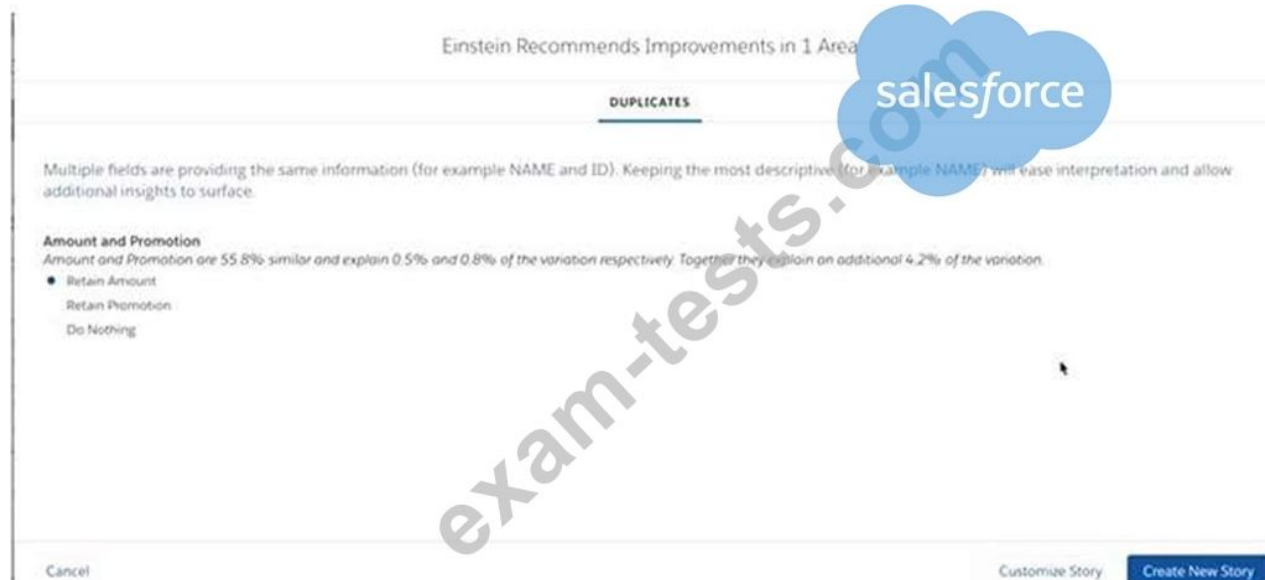 Einstein Recommends Improvements in 1 Area
salesforce
DUPLICATES
Multiple fields are providing the same information (for example NAME and ID). Keeping the most descriptive (for example NAME) will ease interpretation and allow
additional insights to surface.
Amount and Promotion
Amount and Promotion are 55.8% similar and explain 0.5% and 0.8% of the variation respectively. Together they explain an additional 4.2% of the variation.
Retain Amount
Retain Promotion
Do Nothing
exam-tests.com
Cancel
Customize Story
Create New Story